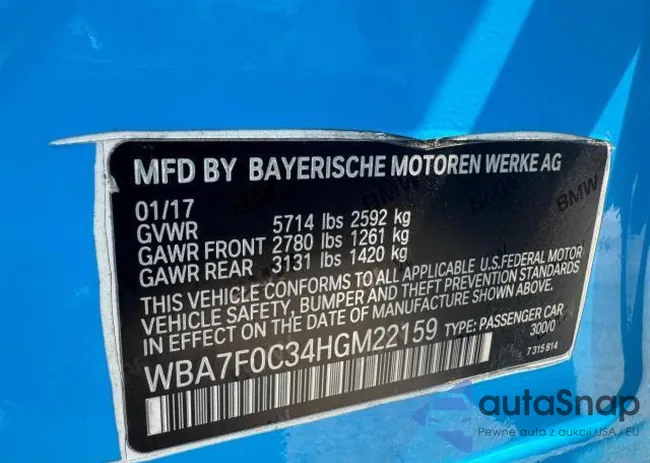 MFD BY BAYERISCHE MOTOREN WERKE AG
01/17
GVWR 5714 lbs 2592 kg
GAWR FRONT 2780 lbs 1261 kg
GAWR REAR 3131 lbs 1420 kg
THIS VEHICLE CONFORMS TO ALL APPLICABLE U.S.FEDERAL MOTOR
VEHICLE SAFETY, BUMPER AND THEFT PREVENTION STANDARDS
IN EFFECT ON THE DATE OF MANUFACTURE SHOWN ABOVE.
WBA7F0C34HGM22159 TYPE: PASSENGER CAR
300/0
7 315 814
BMW
autaSnap
Pewne auto z aukcji USA i EU